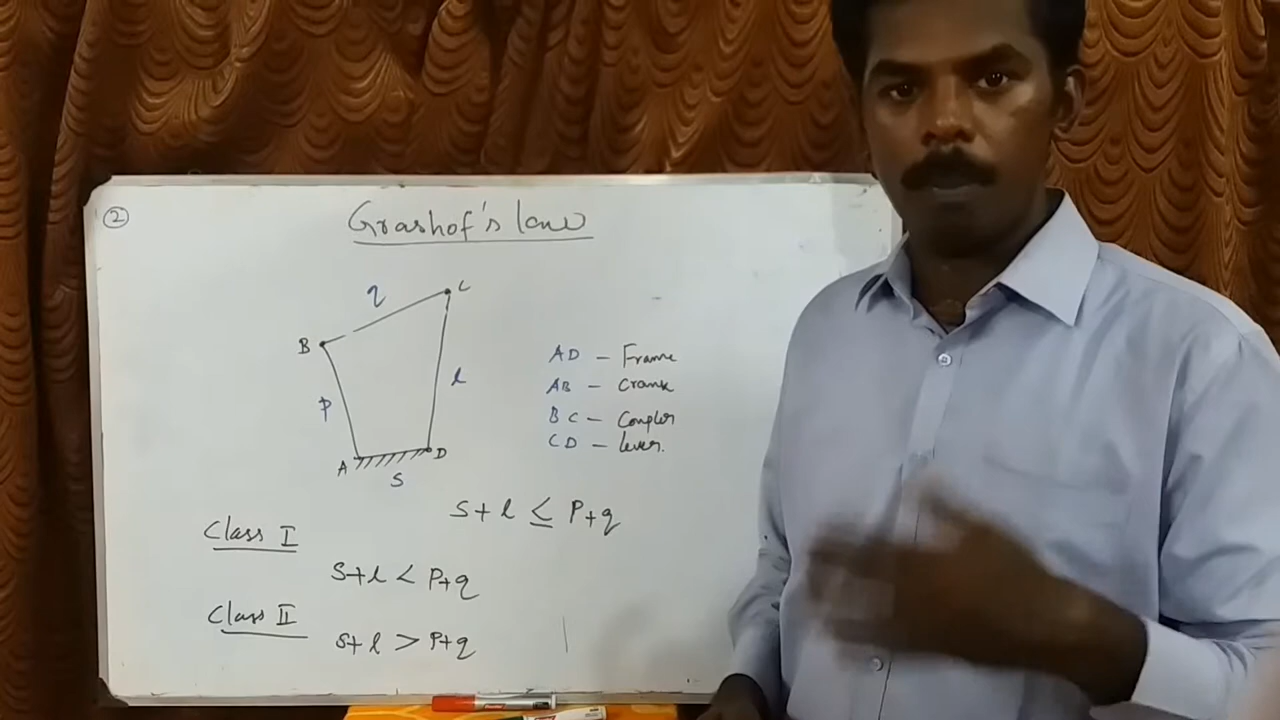 ②
Grashof's law
q
C
B
AD - Frame
l
AB - Crank
P
BC - Coupler
CD - lever.
A
D
S
S+l ≤ P+q
Class I
S+l < P+q
Class II
S+l > P+q